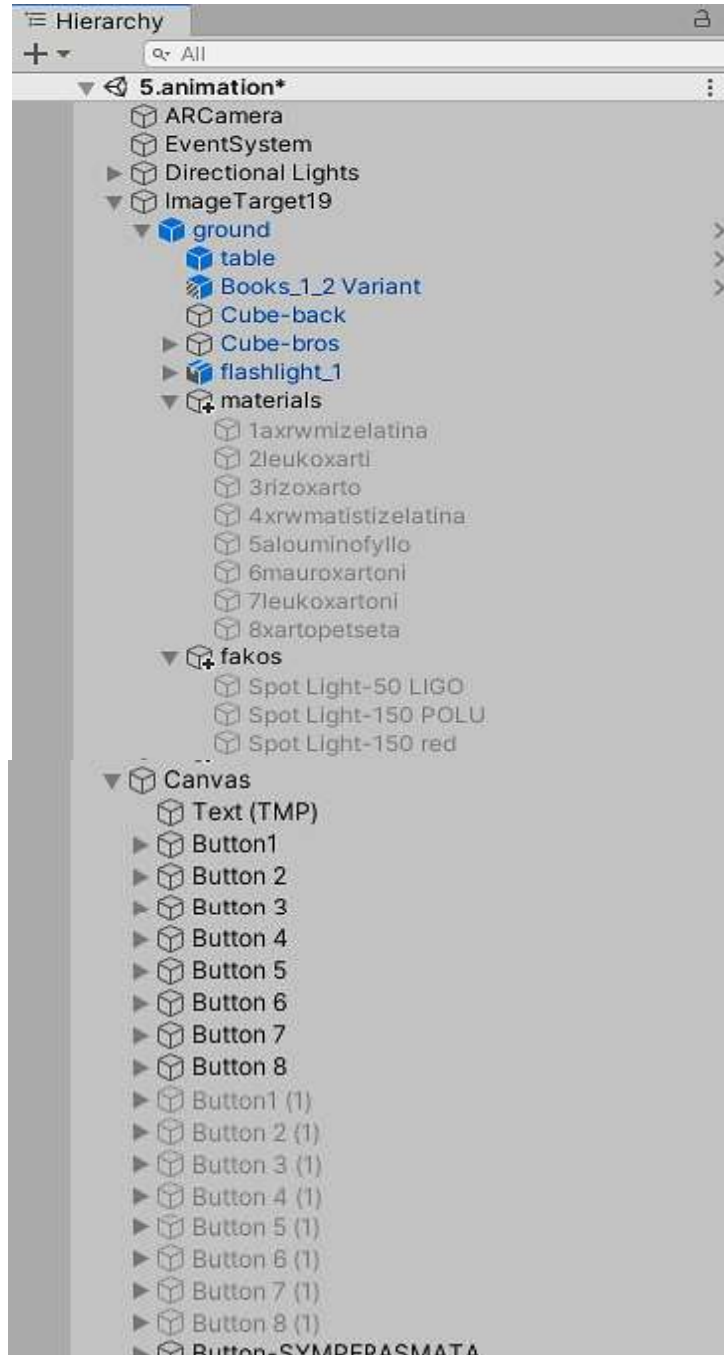 Hierarchy
All
5.animation*
ARCamera
EventSystem
Directional Lights
ImageTarget19
ground
table
Books_1_2 Variant
Cube-back
Cube-bros
flashlight_1
materials
1axrwmizelatina
2leukoxarti
3rizoxarto
4xrwmatistizelatina
5alouminofyllo
6mauroxartoni
7leukoxartoni
8xartopetseta
fakos
Spot Light-50 LIGO
Spot Light-150 POLU
Spot Light-150 red
Canvas
Text (TMP)
Button1
Button 2
Button 3
Button 4
Button 5
Button 6
Button 7
Button 8
Button1 (1)
Button 2 (1)
Button 3 (1)
Button 4 (1)
Button 5 (1)
Button 6 (1)
Button 7 (1)
Button 8 (1)
Button-SYMPERASMATA